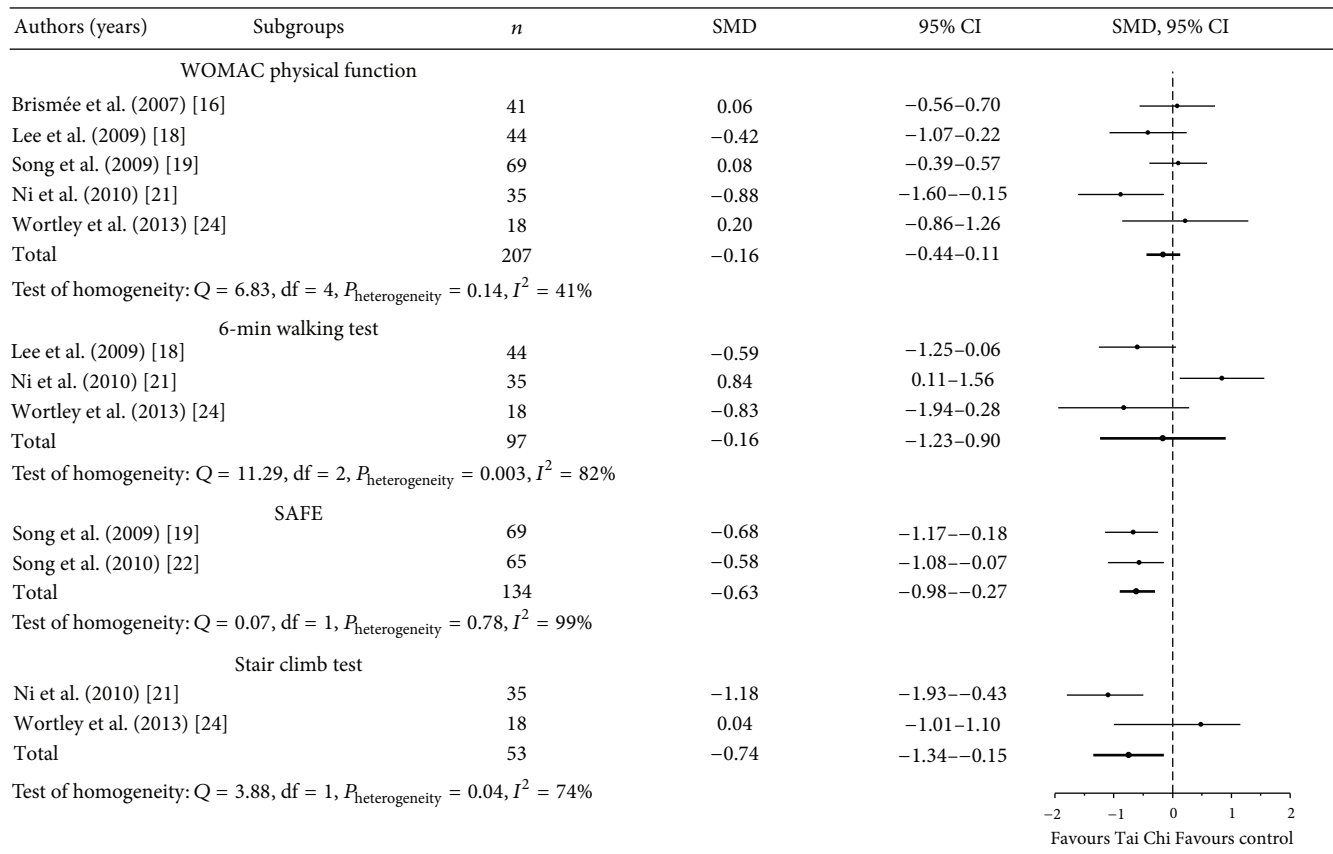 Authors (years) Subgroups n SMD 95% CI SMD, 95% CI
WOMAC physical function
Brismée et al. (2007) [16] 41 0.06 −0.56–0.70
Lee et al. (2009) [18] 44 −0.42 −1.07–0.22
Song et al. (2009) [19] 69 0.08 −0.39–0.57
Ni et al. (2010) [21] 35 −0.88 −1.60–−0.15
Wortley et al. (2013) [24] 18 0.20 −0.86–1.26
Total 207 −0.16 −0.44–0.11
Test of homogeneity: Q = 6.83, df = 4, P heterogeneity = 0.14, I² = 41%
6-min walking test
Lee et al. (2009) [18] 44 −0.59 −1.25–0.06
Ni et al. (2010) [21] 35 0.84 0.11–1.56
Wortley et al. (2013) [24] 18 −0.83 −1.94–0.28
Total 97 −0.16 −1.23–0.90
Test of homogeneity: Q = 11.29, df = 2, P heterogeneity = 0.003, I² = 82%
SAFE
Song et al. (2009) [19] 69 −0.68 −1.17–−0.18
Song et al. (2010) [22] 65 −0.58 −1.08–−0.07
Total 134 −0.63 −0.98–−0.27
Test of homogeneity: Q = 0.07, df = 1, P heterogeneity = 0.78, I² = 99%
Stair climb test
Ni et al. (2010) [21] 35 −1.18 −1.93–−0.43
Wortley et al. (2013) [24] 18 0.04 −1.01–1.10
Total 53 −0.74 −1.34–−0.15
Test of homogeneity: Q = 3.88, df = 1, P heterogeneity = 0.04, I² = 74%
−2 −1 0 1 2
Favours Tai Chi Favours control